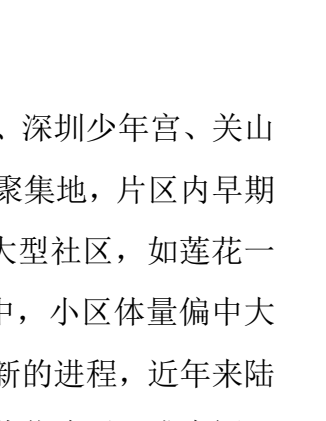 、深圳少年宫、关山
聚集地，片区内早期
大型社区，如莲花一
中，小区体量偏中大
新的进程，近年来陆